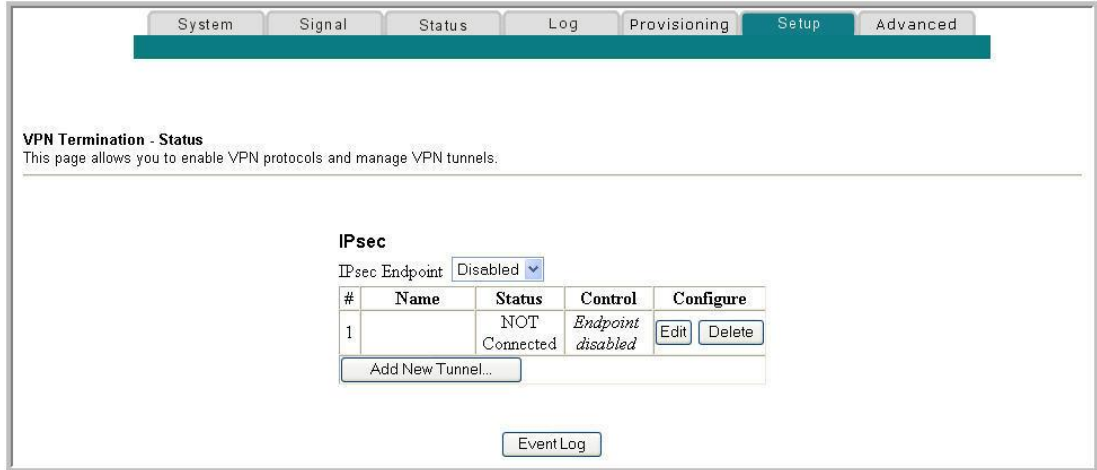 System Signal Status Log Provisioning Setup Advanced
VPN Termination - Status
This page allows you to enable VPN protocols and manage VPN tunnels.
IPsec
IPsec Endpoint Disabled
# Name Status Control Configure
1 NOT Connected Endpoint disabled Edit Delete
Add New Tunnel...
Event Log